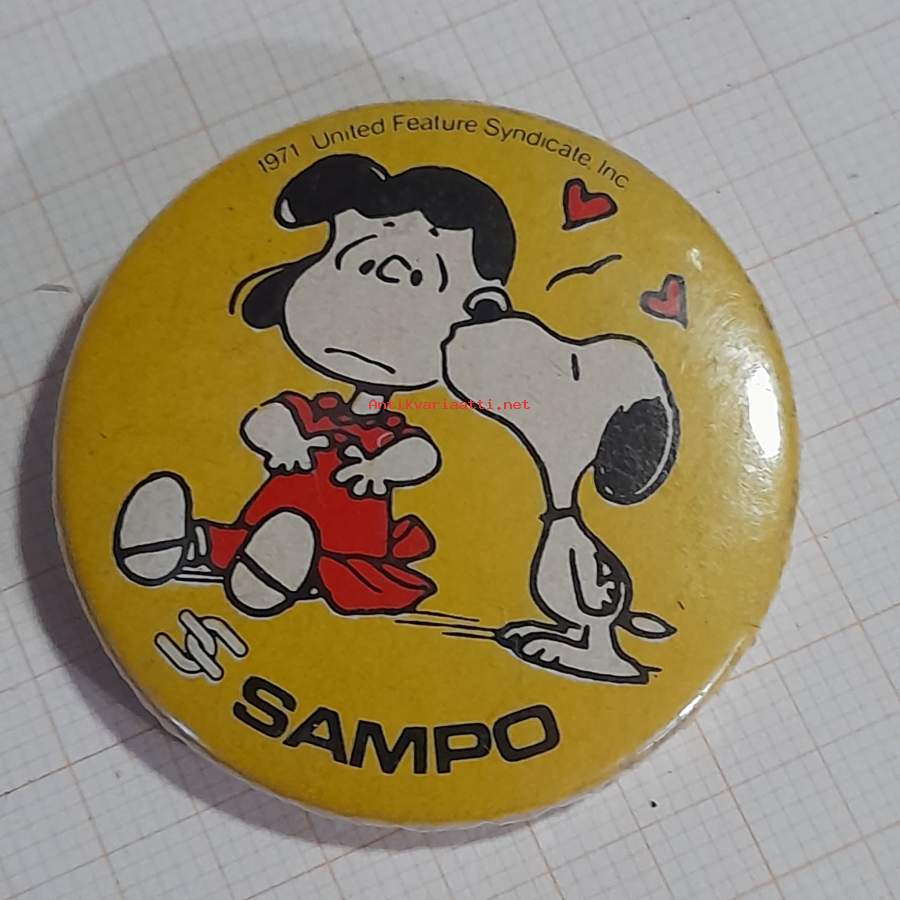 1971 United Feature Syndicate, Inc.
Antikvariaatti.net
SAMPO